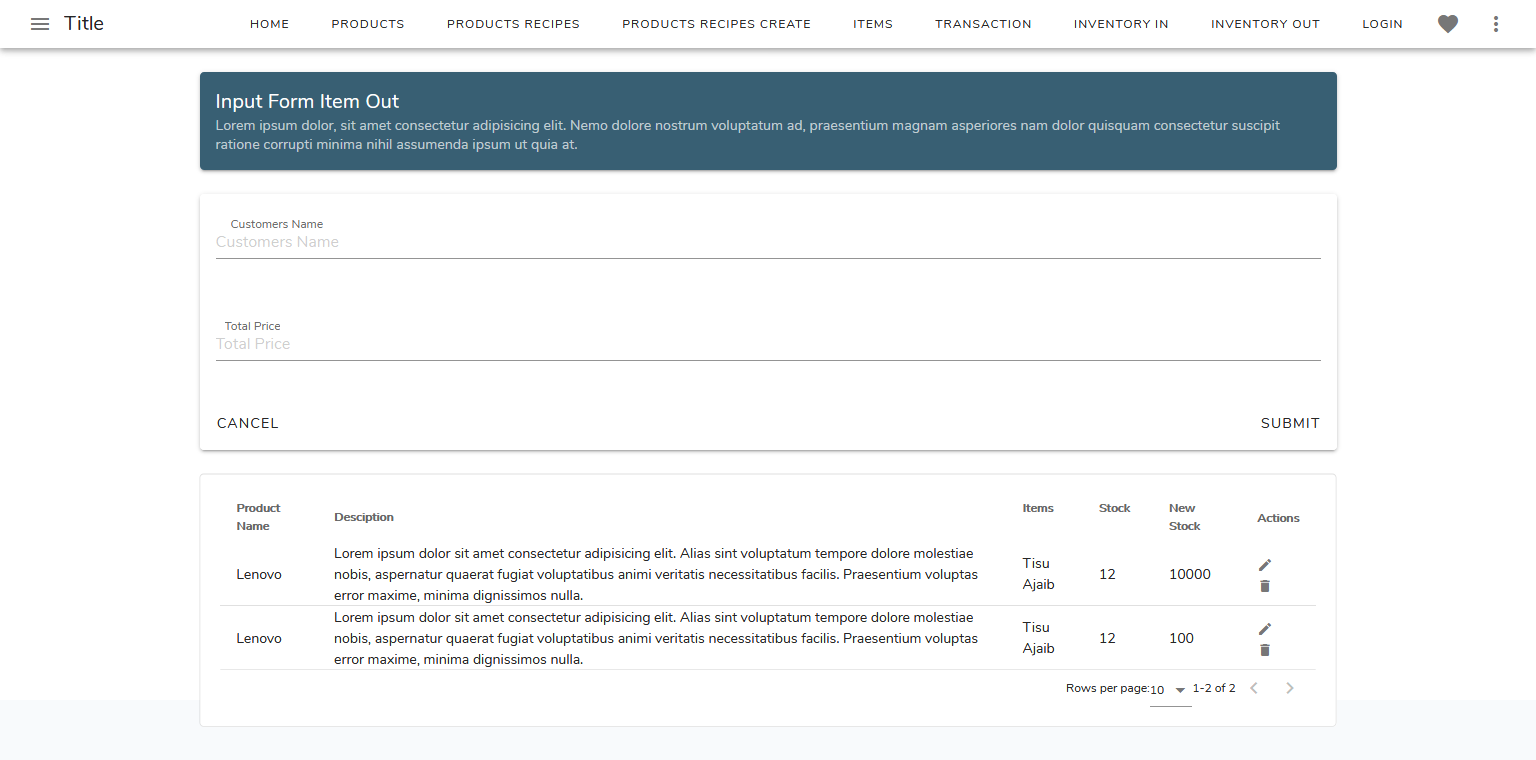 Title
HOME PRODUCTS PRODUCTS RECIPES PRODUCTS RECIPES CREATE ITEMS TRANSACTION INVENTORY IN INVENTORY OUT LOGIN
Input Form Item Out
Lorem ipsum dolor, sit amet consectetur adipisicing elit. Nemo dolore nostrum voluptatum ad, praesentium magnam asperiores nam dolor quisquam consectetur suscipit
ratione corrupti minima nihil assumenda ipsum ut quia at.
Customers Name
Customers Name
Total Price
Total Price
CANCEL SUBMIT
Product Name Desciption Items Stock New Stock Actions
Lenovo
Lorem ipsum dolor sit amet consectetur adipisicing elit. Alias sint voluptatum tempore dolore molestiae
nobis, aspernatur quaerat fugiat voluptatibus animi veritatis necessitatibus facilis. Praesentium voluptas
error maxime, minima dignissimos nulla.
Tisu
Ajaib
12
10000
Lenovo
Lorem ipsum dolor sit amet consectetur adipisicing elit. Alias sint voluptatum tempore dolore molestiae
nobis, aspernatur quaerat fugiat voluptatibus animi veritatis necessitatibus facilis. Praesentium voluptas
error maxime, minima dignissimos nulla.
Tisu
Ajaib
12
100
Rows per page: 10 1-2 of 2